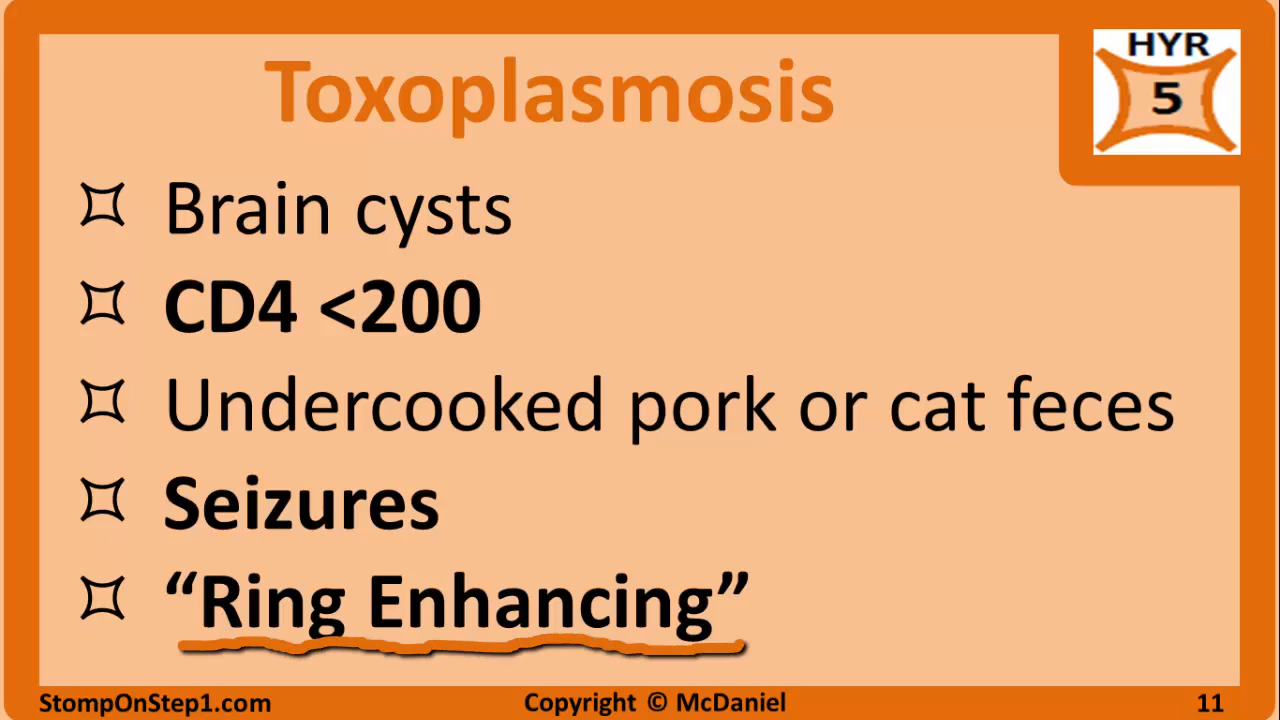 Toxoplasmosis
HYR
5
Brain cysts
CD4 <200
Undercooked pork or cat feces
Seizures
“Ring Enhancing”
StompOnStep1.com
Copyright © McDaniel
11